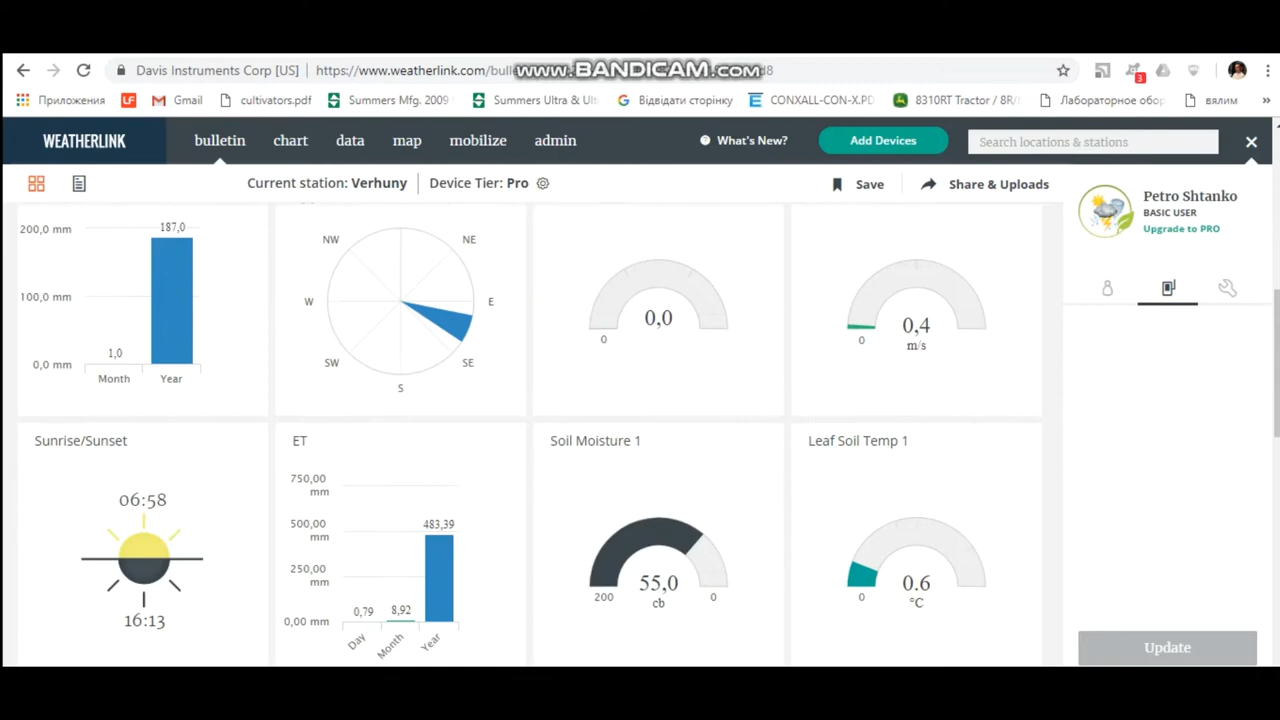 www.BANDICAM.com
Davis Instruments Corp [US] https://www.weatherlink.com/bull d8
Приложения Gmail cultivators.pdf Summers Mfg. 2009 Summers Ultra & Ul Відвідати сторінку CONXALL-CON-X.PD 8310RT Tractor / 8R/ Лабораторное обор вялим »
WEATHERLINK bulletin chart data map mobilize admin What's New? Add Devices Search locations & stations
Current station: Verhuny Device Tier: Pro Save Share & Uploads
Petro Shtanko
BASIC USER
Upgrade to PRO
200,0 mm 187,0
100,0 mm
0,0 mm 1,0
Month Year
NW NE
W E
SW SE
S
0,0
0
0,4
m/s
0
Sunrise/Sunset
06:58
16:13
ET
750,00
mm
500,00
mm
250,00
mm
0,00 mm
0,79 8,92 483,39
Day Month Year
Soil Moisture 1
55,0
cb
200 0
Leaf Soil Temp 1
0.6
°C
0
Update
3